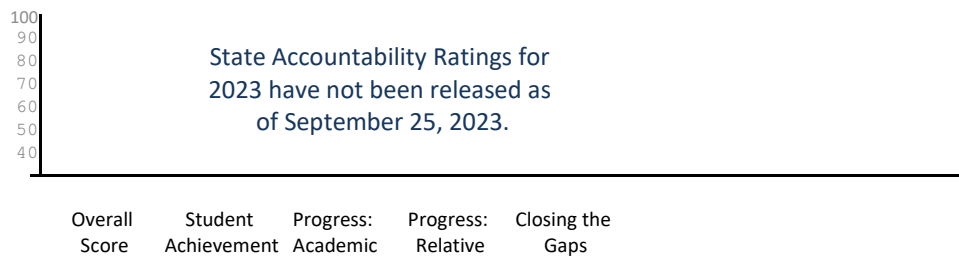 100
90
80
70
60
50
40
State Accountability Ratings for
2023 have not been released as
of September 25, 2023.
Overall Score
Student Achievement
Progress: Academic
Progress: Relative
Closing the Gaps